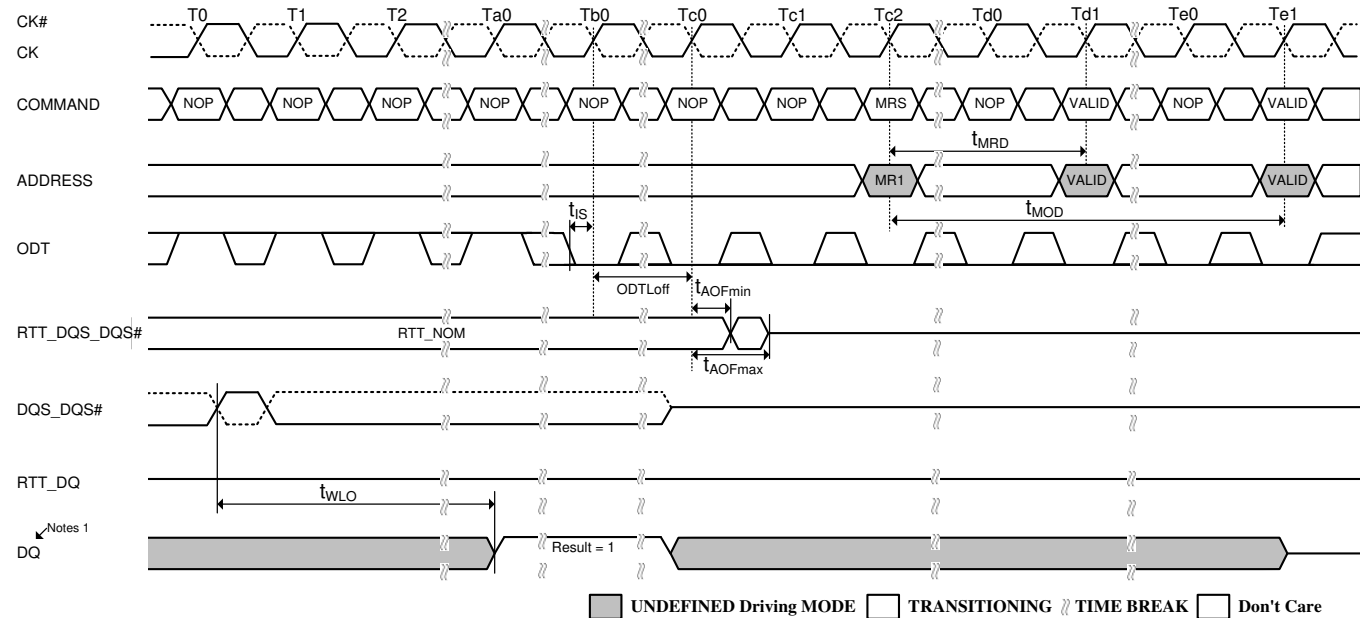 T0 T1 T2 Ta0 Tb0 Tc0 Tc1 Tc2 Td0 Td1 Te0 Te1
CK#
CK
COMMAND NOP NOP NOP NOP NOP NOP NOP MRS NOP VALID NOP VALID
tMRD
ADDRESS MR1 VALID VALID
tIS tMOD
ODT
ODTLoff tAOFmin
RTT_DQS_DQS# RTT_NOM
tAOFmax
DQS_DQS#
RTT_DQ
tWLO
Notes 1
DQ Result = 1
UNDEFINED Driving MODE TRANSITIONING TIME BREAK Don't Care